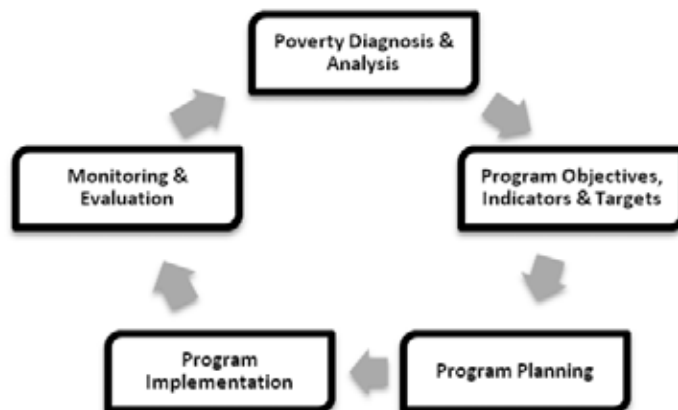 Poverty Diagnosis &
Analysis
Program Objectives,
Indicators & Targets
Program Planning
Program
Implementation
Monitoring &
Evaluation